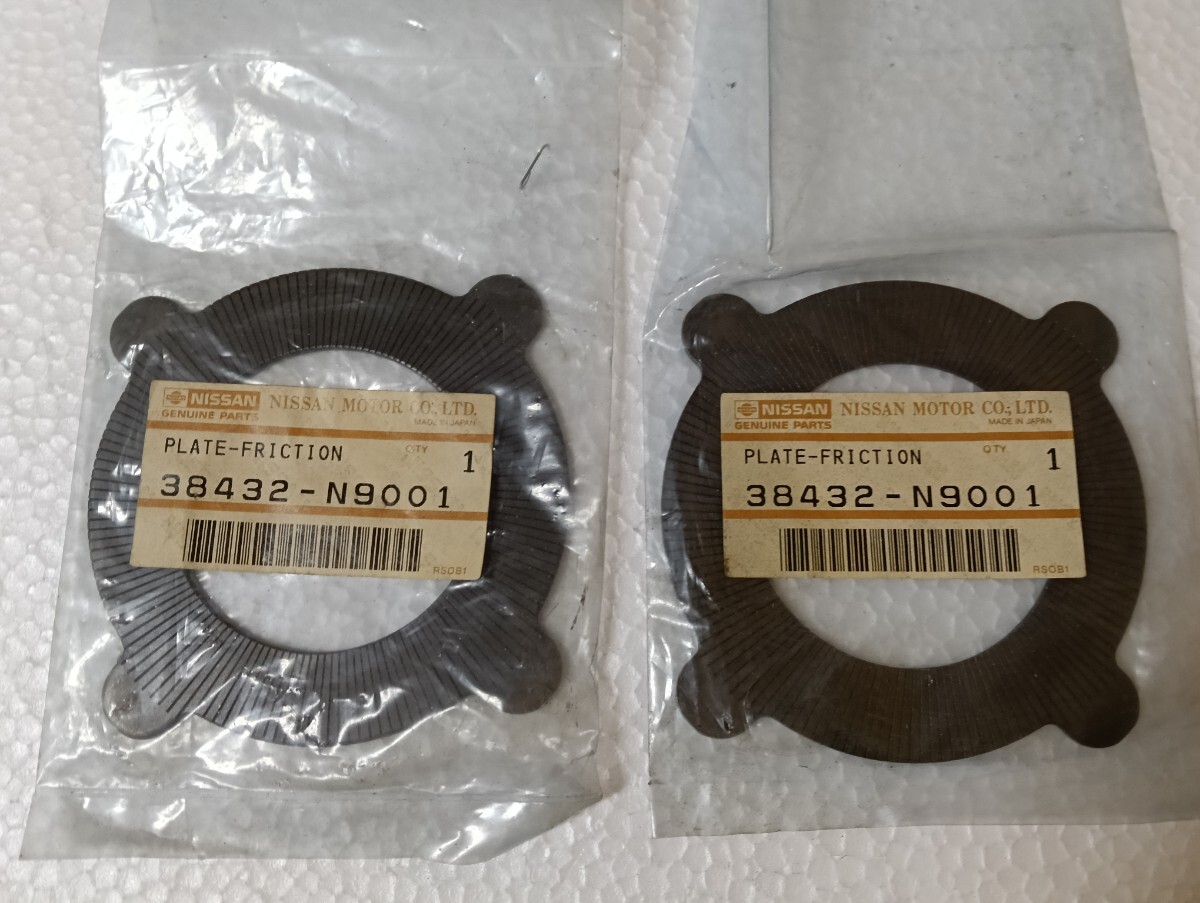 NISSAN NISSAN MOTOR CO;, LTD.
GENUINE PARTS MADE IN JAPAN
PLATE-FRICTION QTY 1
38432-N9001
RSOB1
NISSAN NISSAN MOTOR CO;, LTD.
GENUINE PARTS MADE IN JAPAN
PLATE-FRICTION QTY 1
38432-N9001
RSOB1